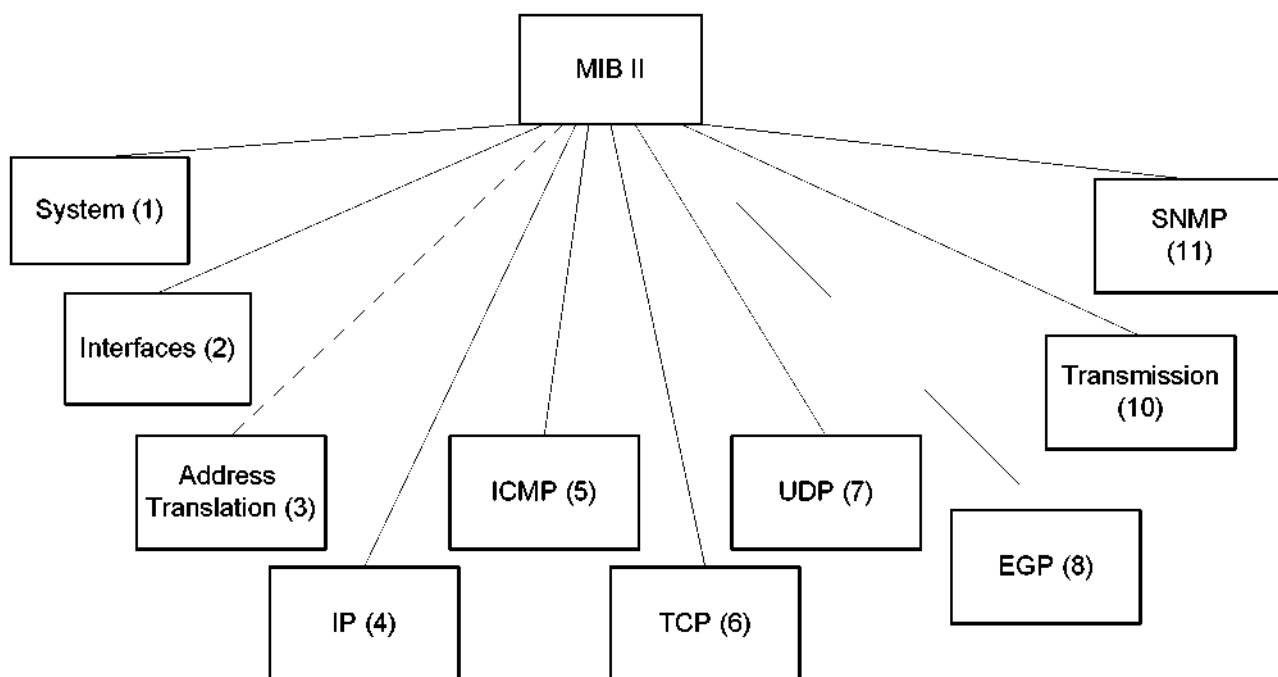 MIB II
System (1)
SNMP
(11)
Interfaces (2)
Transmission
(10)
Address
Translation (3)
ICMP (5)
UDP (7)
EGP (8)
IP (4)
TCP (6)